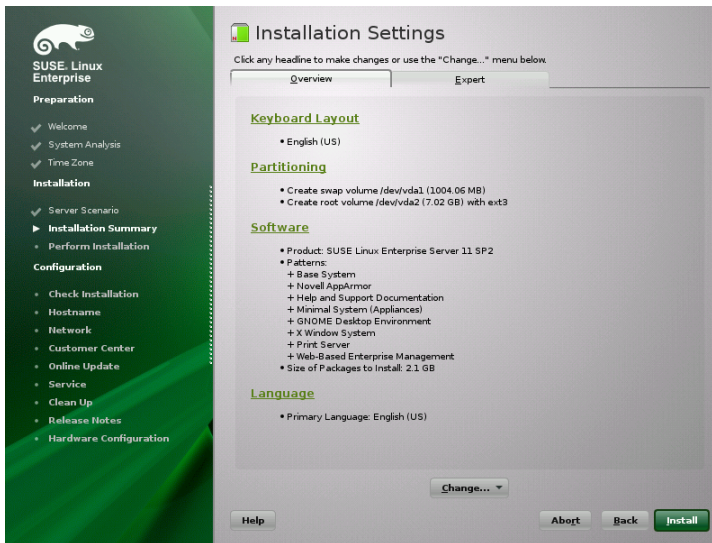 SUSE. Linux
Enterprise
Preparation
Welcome
System Analysis
Time Zone
Installation
Server Scenario
Installation Summary
Perform Installation
Configuration
Check Installation
Hostname
Network
Customer Center
Online Update
Service
Clean Up
Release Notes
Hardware Configuration
Installation Settings
Click any headline to make changes or use the "Change..." menu below.
Overview
Expert
Keyboard Layout
• English (US)
Partitioning
• Create swap volume /dev/vda1 (1004.06 MB)
• Create root volume /dev/vda2 (7.02 GB) with ext3
Software
• Product: SUSE Linux Enterprise Server 11 SP2
• Patterns:
+ Base System
+ Novell AppArmor
+ Help and Support Documentation
+ Minimal System (Appliances)
+ GNOME Desktop Environment
+ X Window System
+ Print Server
+ Web-Based Enterprise Management
• Size of Packages to Install: 2.1 GB
Language
• Primary Language: English (US)
Change...
Help
Abort
Back
Install